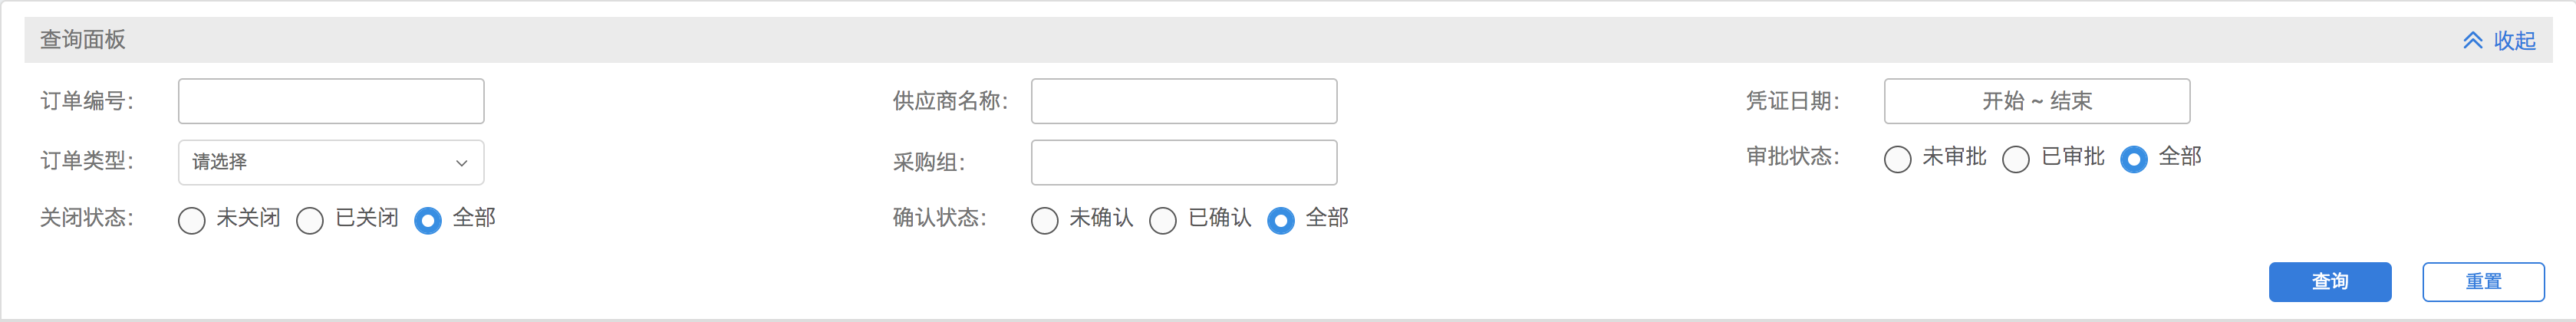 查询面板 收起
订单编号： 供应商名称： 凭证日期： 开始 ~ 结束
订单类型： 请选择 采购组： 审批状态： 未审批 已审批 全部
关闭状态： 未关闭 已关闭 全部 确认状态： 未确认 已确认 全部
查询 重置